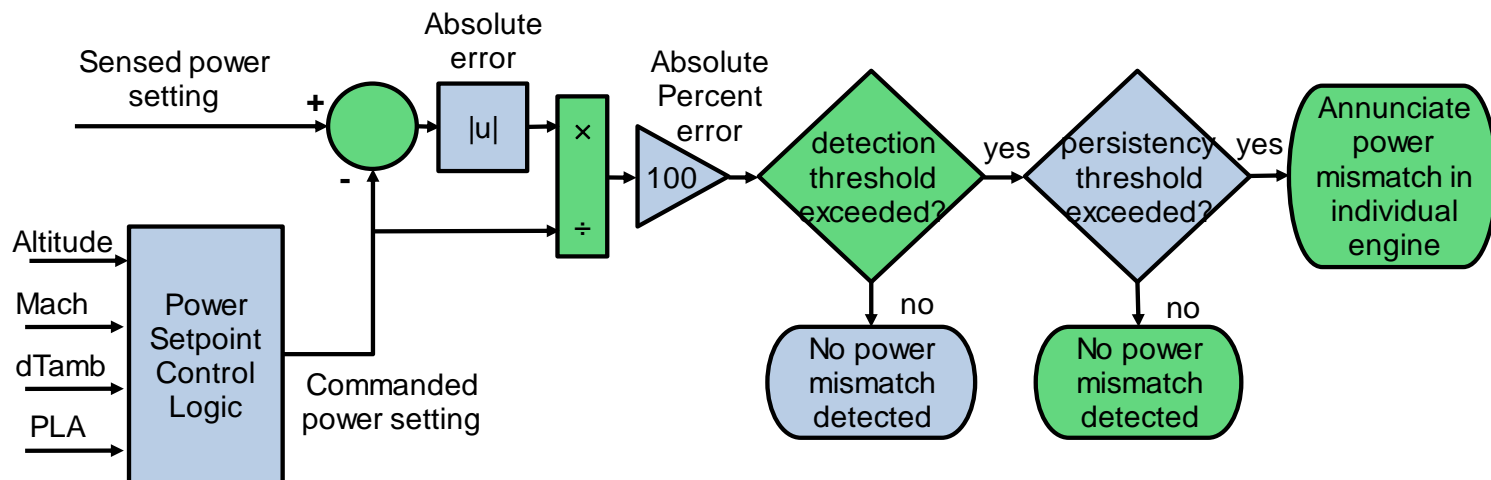 Sensed power
setting
+
-
Absolute
error
|u|
×
÷
100
Absolute
Percent
error
detection
threshold
exceeded?
yes
no
No power
mismatch
detected
persistency
threshold
exceeded?
yes
no
No power
mismatch
detected
Annunciate
power
mismatch in
individual
engine
Altitude
Mach
dTamb
PLA
Power
Setpoint
Control
Logic
Commanded
power setting